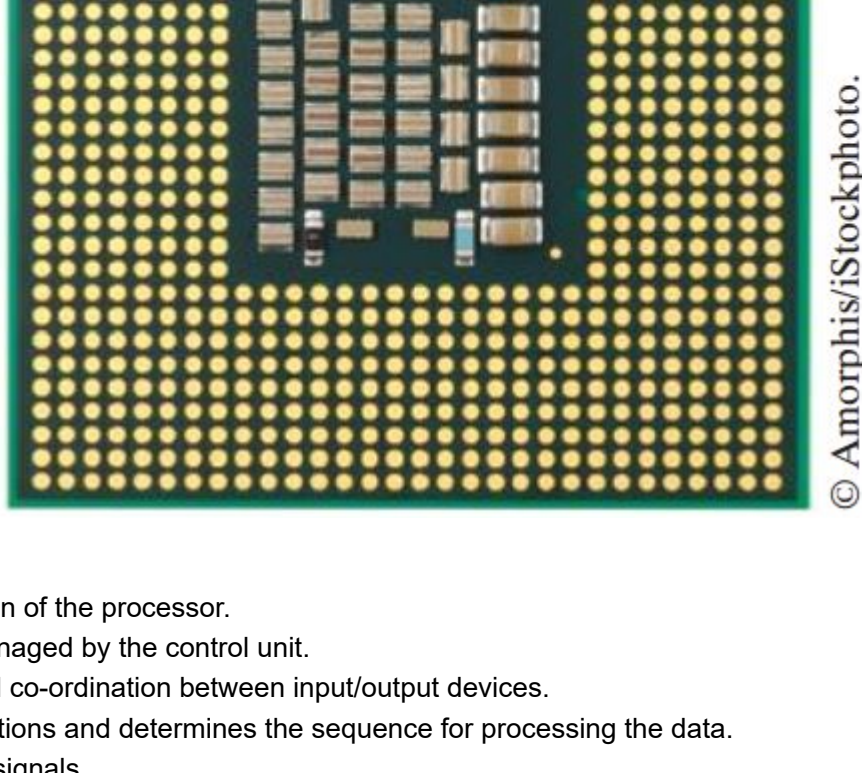 © Amorphis/iStockphoto.
n of the processor.
naged by the control unit.
co-ordination between input/output devices.
tions and determines the sequence for processing the data.
signals